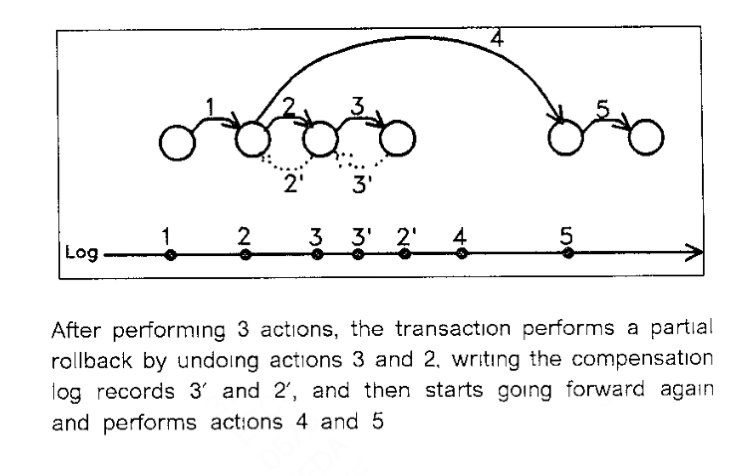 4
1 2 3 5
2' 3'
1 2 3 3' 2' 4 5
Log
After performing 3 actions, the transaction performs a partial
rollback by undoing actions 3 and 2, writing the compensation
log records 3′ and 2′, and then starts going forward again
and performs actions 4 and 5